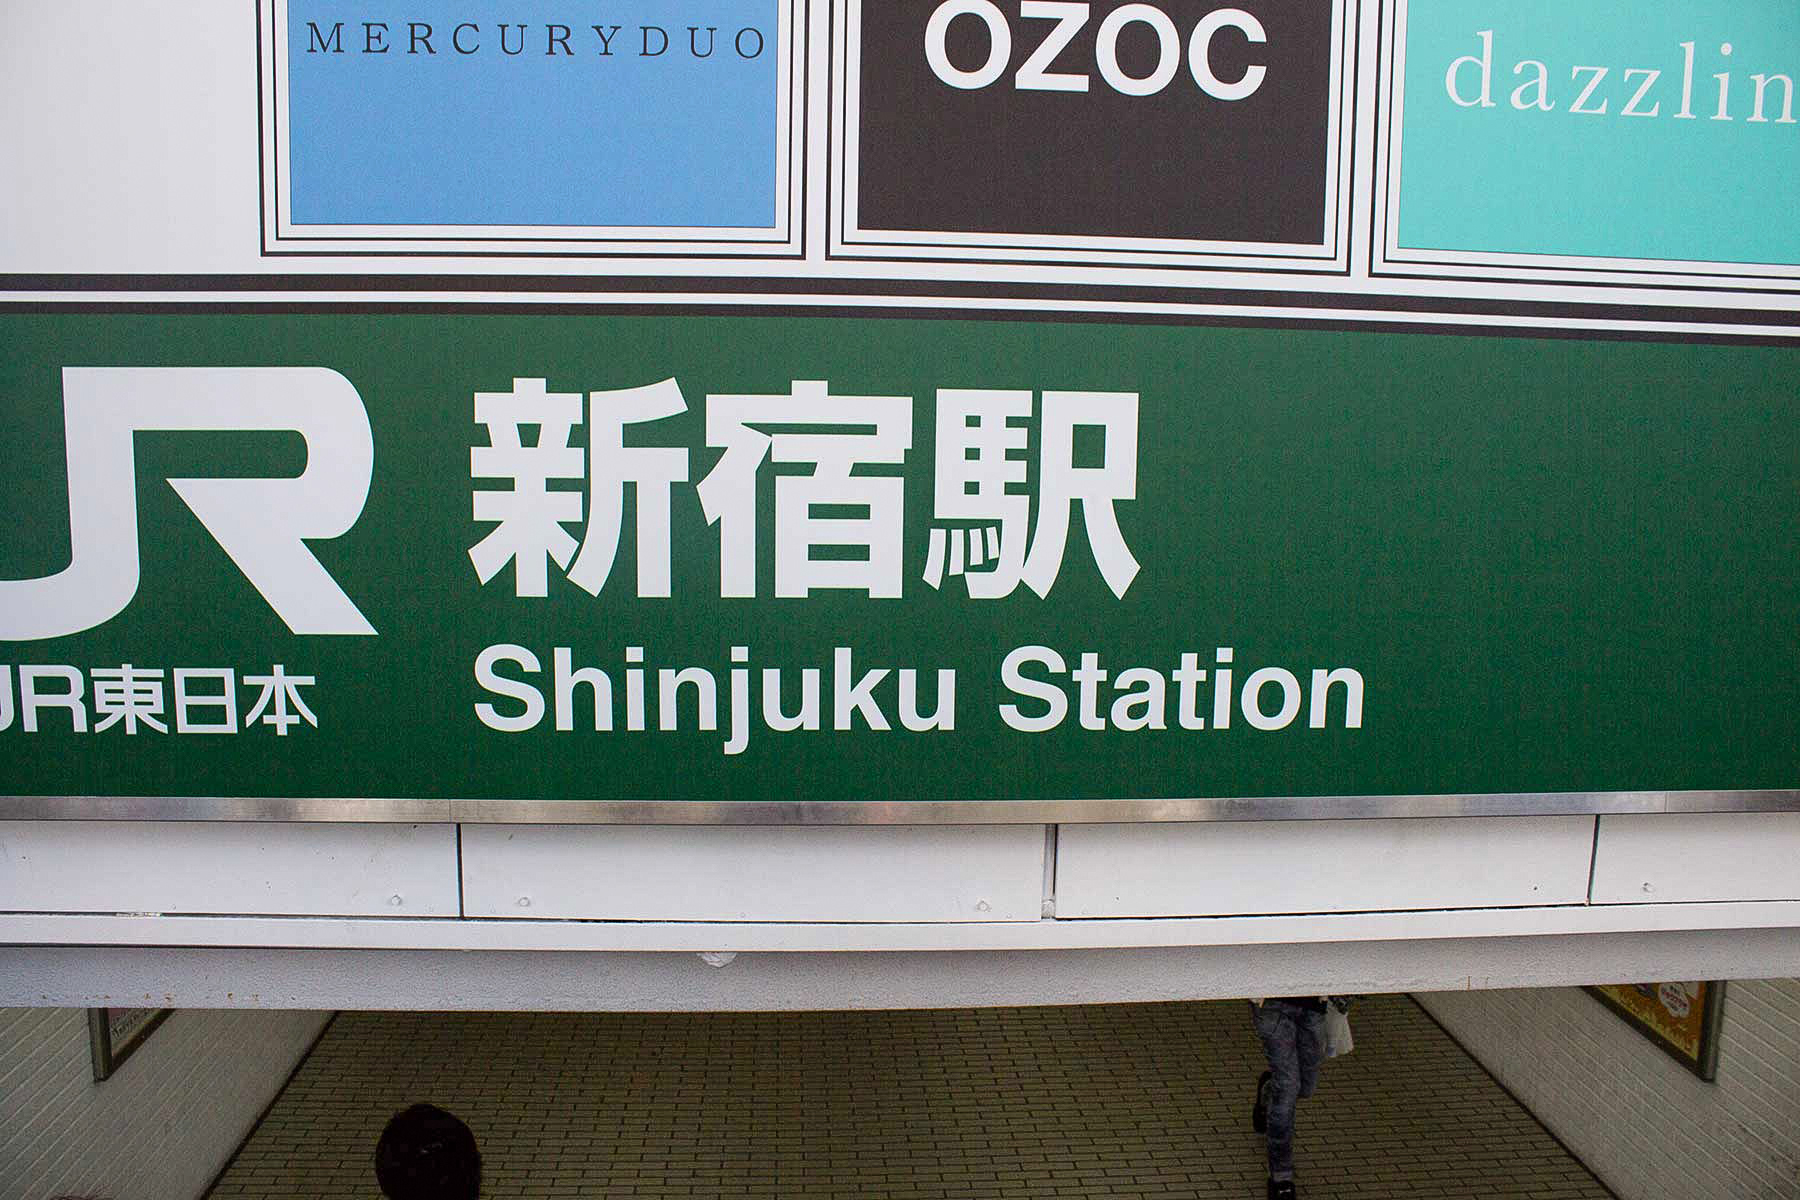 MERCURYDUO
OZOC
dazzlin
JR
新宿駅
JR東日本
Shinjuku Station